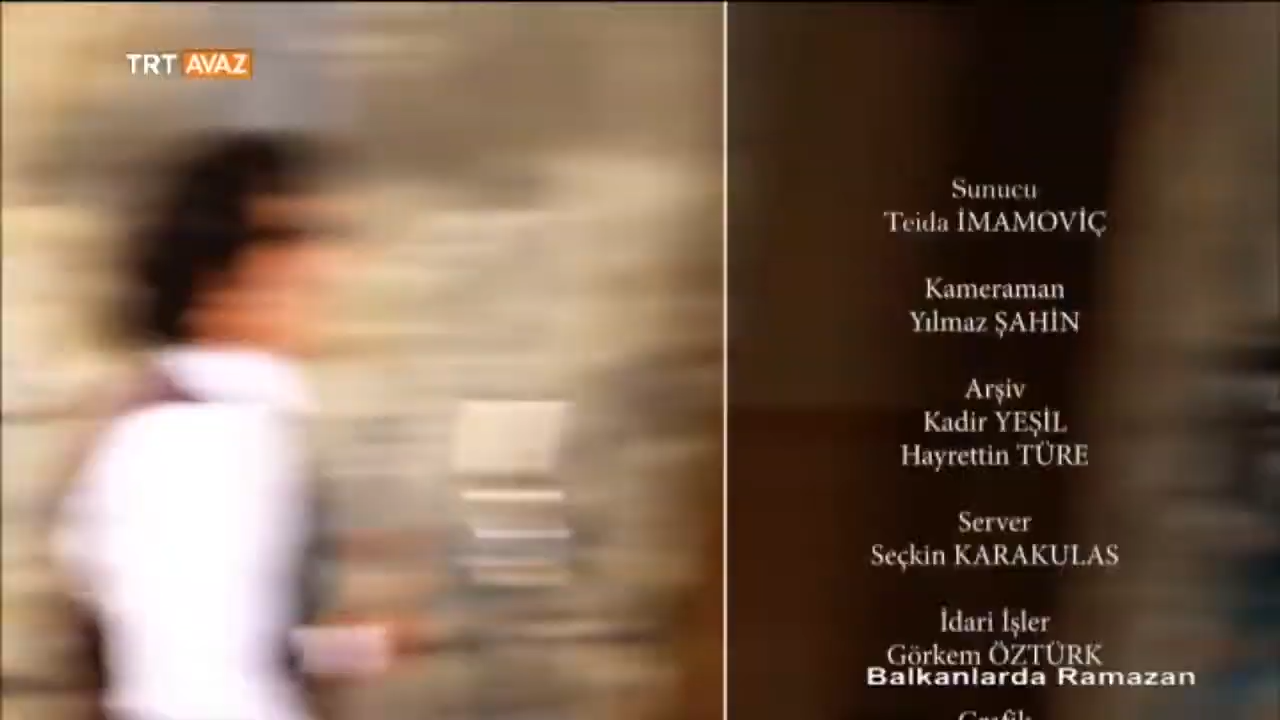 TRT AVAZ
Sunucu
Teida İMAMOVİÇ
Kameraman
Yılmaz ŞAHİN
Arşiv
Kadir YEŞİL
Hayrettin TÜRE
Server
Seçkin KARAKULAS
İdari İşler
Görkem ÖZTÜRK
Balkanlarda Ramazan
Grafik